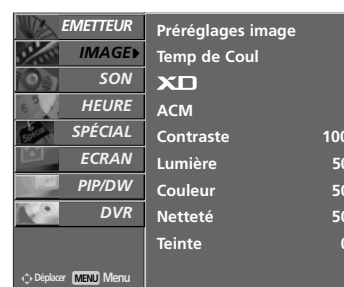 EMETTEUR
IMAGE
SON
HEURE
SPÉCIAL
ECRAN
PIP/DW
DVR
Déplacer MENU Menu
Préréglages image
Temp de Coul
XD
ACM
Contraste 100
Lumière 50
Couleur 50
Netteté 50
Teinte 0